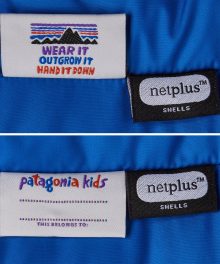 WEAR IT
OUTGROW IT
HAND IT DOWN
netplus™
SHELLS
patagonia kids
THIS BELONGS TO:
netplus™
SHELLS